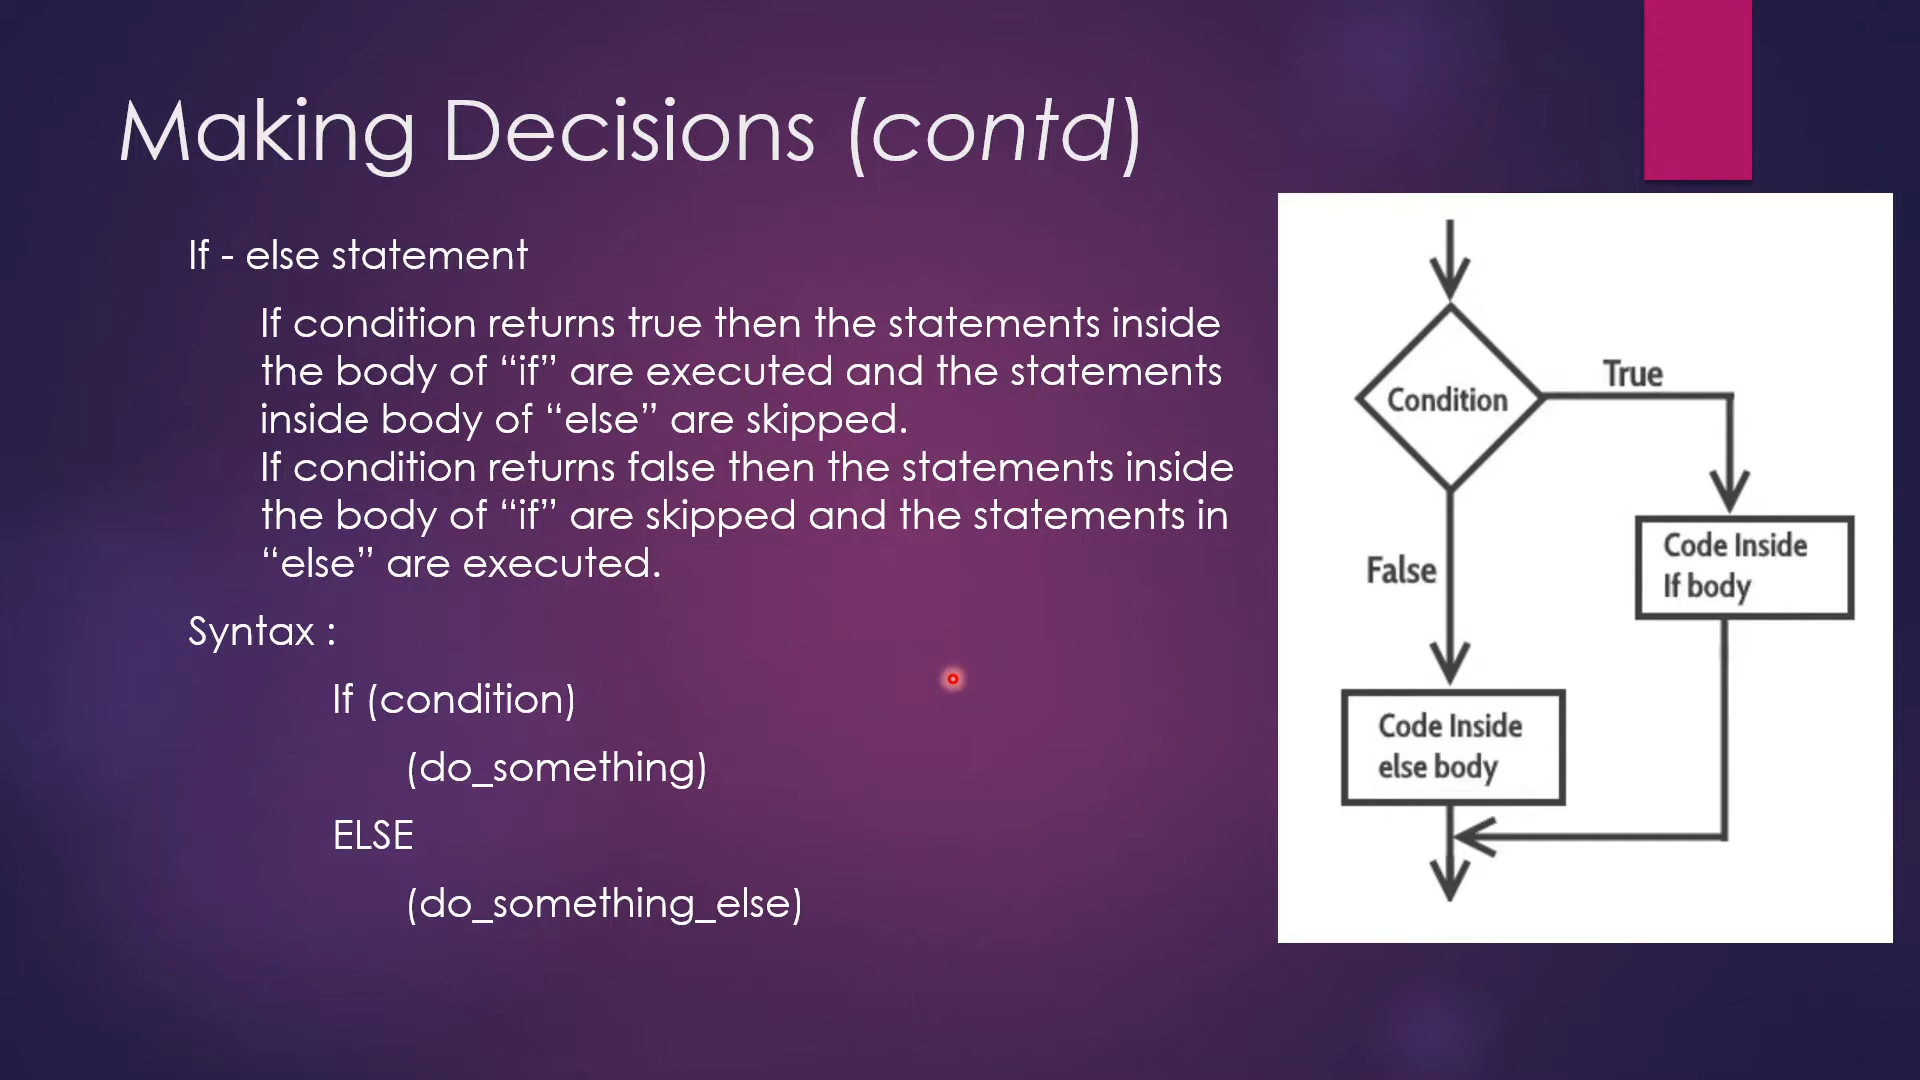 Making Decisions (contd)
If - else statement
If condition returns true then the statements inside
the body of “if” are executed and the statements
inside body of “else” are skipped.
If condition returns false then the statements inside
the body of “if” are skipped and the statements in
“else” are executed.
Syntax :
If (condition)
(do_something)
ELSE
(do_something_else)
Condition
True
False
Code Inside
If body
Code Inside
else body